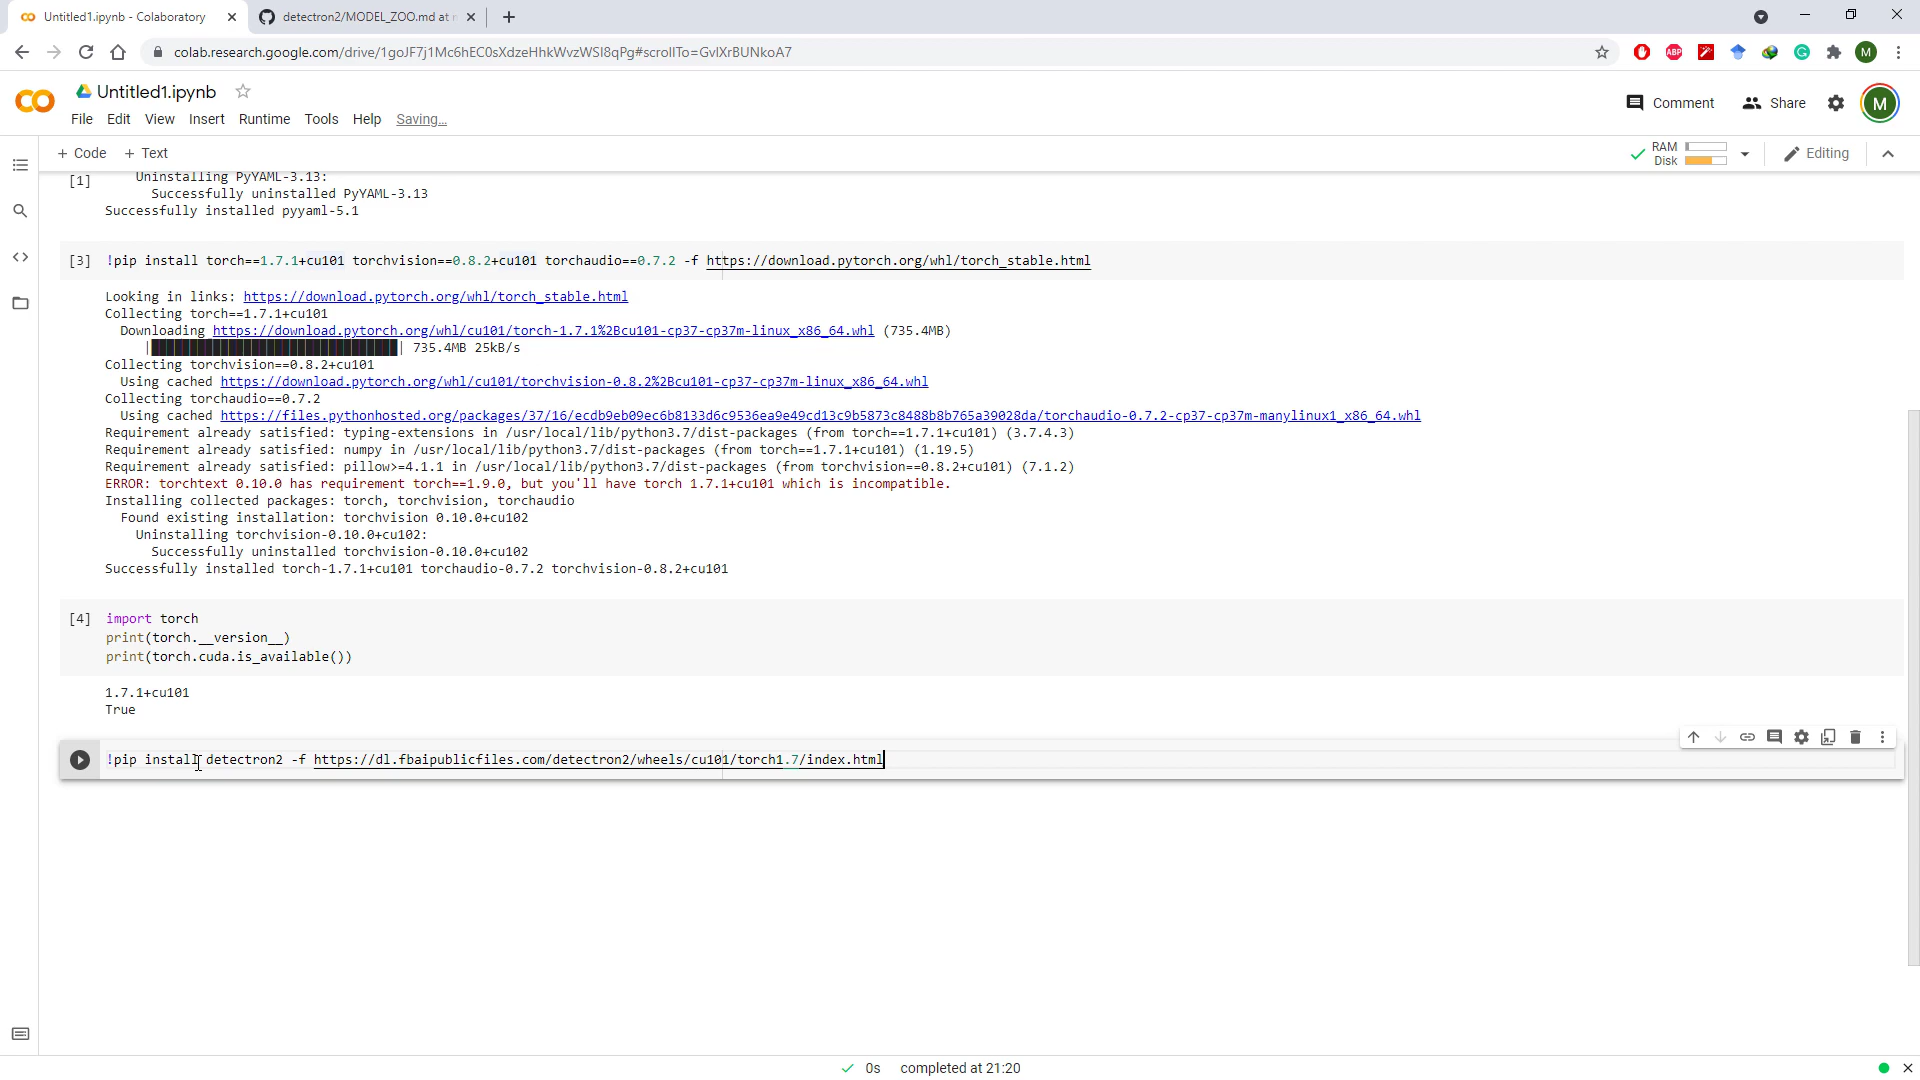 Untitled1.ipynb - Colaboratory
detectron2/MODEL_ZOO.md at m
colab.research.google.com/drive/1goJF7j1Mc6hEC0sXdzeHhkWvzWSl8qPg#scrollTo=GvlXrBUNkoA7
ABP
G
M
Untitled1.ipynb
Comment
Share
M
File Edit View Insert Runtime Tools Help Saving...
+ Code + Text
RAM
Disk
Editing
[1] Uninstalling PyYAML-3.13:
Successfully uninstalled PyYAML-3.13
Successfully installed pyyaml-5.1
[3] !pip install torch==1.7.1+cu101 torchvision==0.8.2+cu101 torchaudio==0.7.2 -f https://download.pytorch.org/whl/torch_stable.html
Looking in links: https://download.pytorch.org/whl/torch_stable.html
Collecting torch==1.7.1+cu101
Downloading https://download.pytorch.org/whl/cu101/torch-1.7.1%2Bcu101-cp37-cp37m-linux_x86_64.whl (735.4MB)
|████████████████████████████████| 735.4MB 25kB/s
Collecting torchvision==0.8.2+cu101
Using cached https://download.pytorch.org/whl/cu101/torchvision-0.8.2%2Bcu101-cp37-cp37m-linux_x86_64.whl
Collecting torchaudio==0.7.2
Using cached https://files.pythonhosted.org/packages/37/16/ecdb9eb09ec6b8133d6c9536ea9e49cd13c9b5873c8488b8b765a39028da/torchaudio-0.7.2-cp37-cp37m-manylinux1_x86_64.whl
Requirement already satisfied: typing-extensions in /usr/local/lib/python3.7/dist-packages (from torch==1.7.1+cu101) (3.7.4.3)
Requirement already satisfied: numpy in /usr/local/lib/python3.7/dist-packages (from torch==1.7.1+cu101) (1.19.5)
Requirement already satisfied: pillow>=4.1.1 in /usr/local/lib/python3.7/dist-packages (from torchvision==0.8.2+cu101) (7.1.2)
ERROR: torchtext 0.10.0 has requirement torch==1.9.0, but you'll have torch 1.7.1+cu101 which is incompatible.
Installing collected packages: torch, torchvision, torchaudio
Found existing installation: torchvision 0.10.0+cu102
Uninstalling torchvision-0.10.0+cu102:
Successfully uninstalled torchvision-0.10.0+cu102
Successfully installed torch-1.7.1+cu101 torchaudio-0.7.2 torchvision-0.8.2+cu101
[4] import torch
print(torch.__version__)
print(torch.cuda.is_available())
1.7.1+cu101
True
!pip install detectron2 -f https://dl.fbaipublicfiles.com/detectron2/wheels/cu101/torch1.7/index.html
0s completed at 21:20